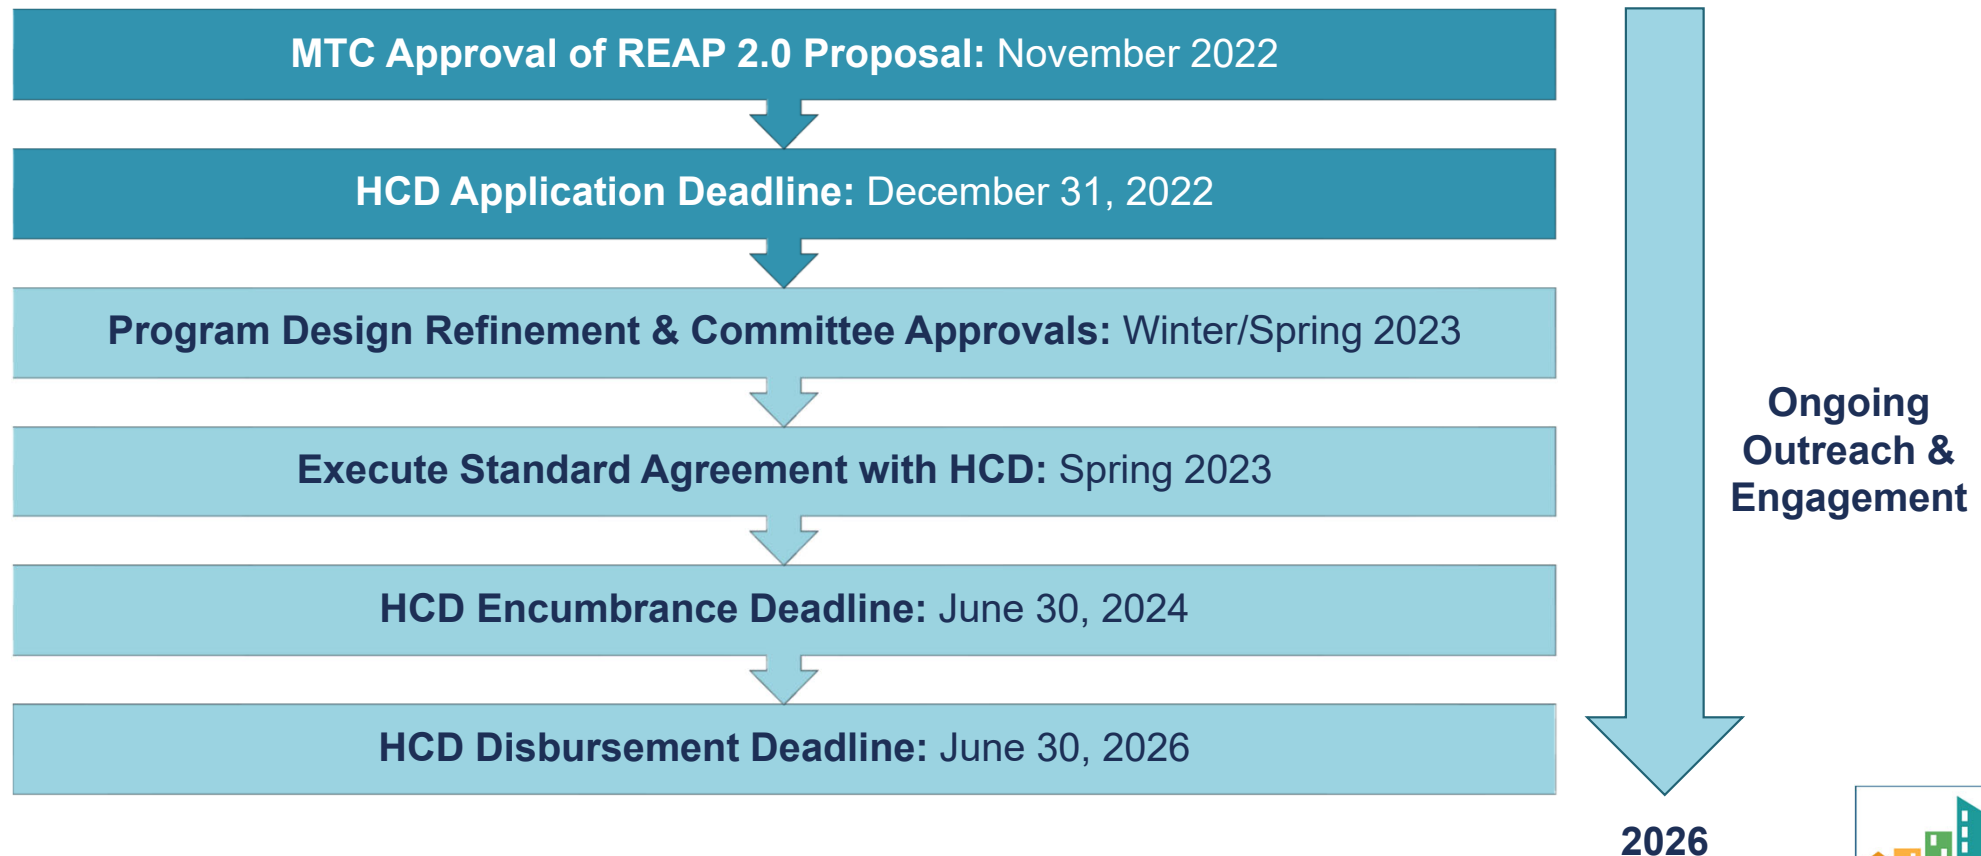 MTC Approval of REAP 2.0 Proposal: November 2022
HCD Application Deadline: December 31, 2022
Program Design Refinement & Committee Approvals: Winter/Spring 2023
Execute Standard Agreement with HCD: Spring 2023
HCD Encumbrance Deadline: June 30, 2024
HCD Disbursement Deadline: June 30, 2026
Ongoing
Outreach &
Engagement
2026